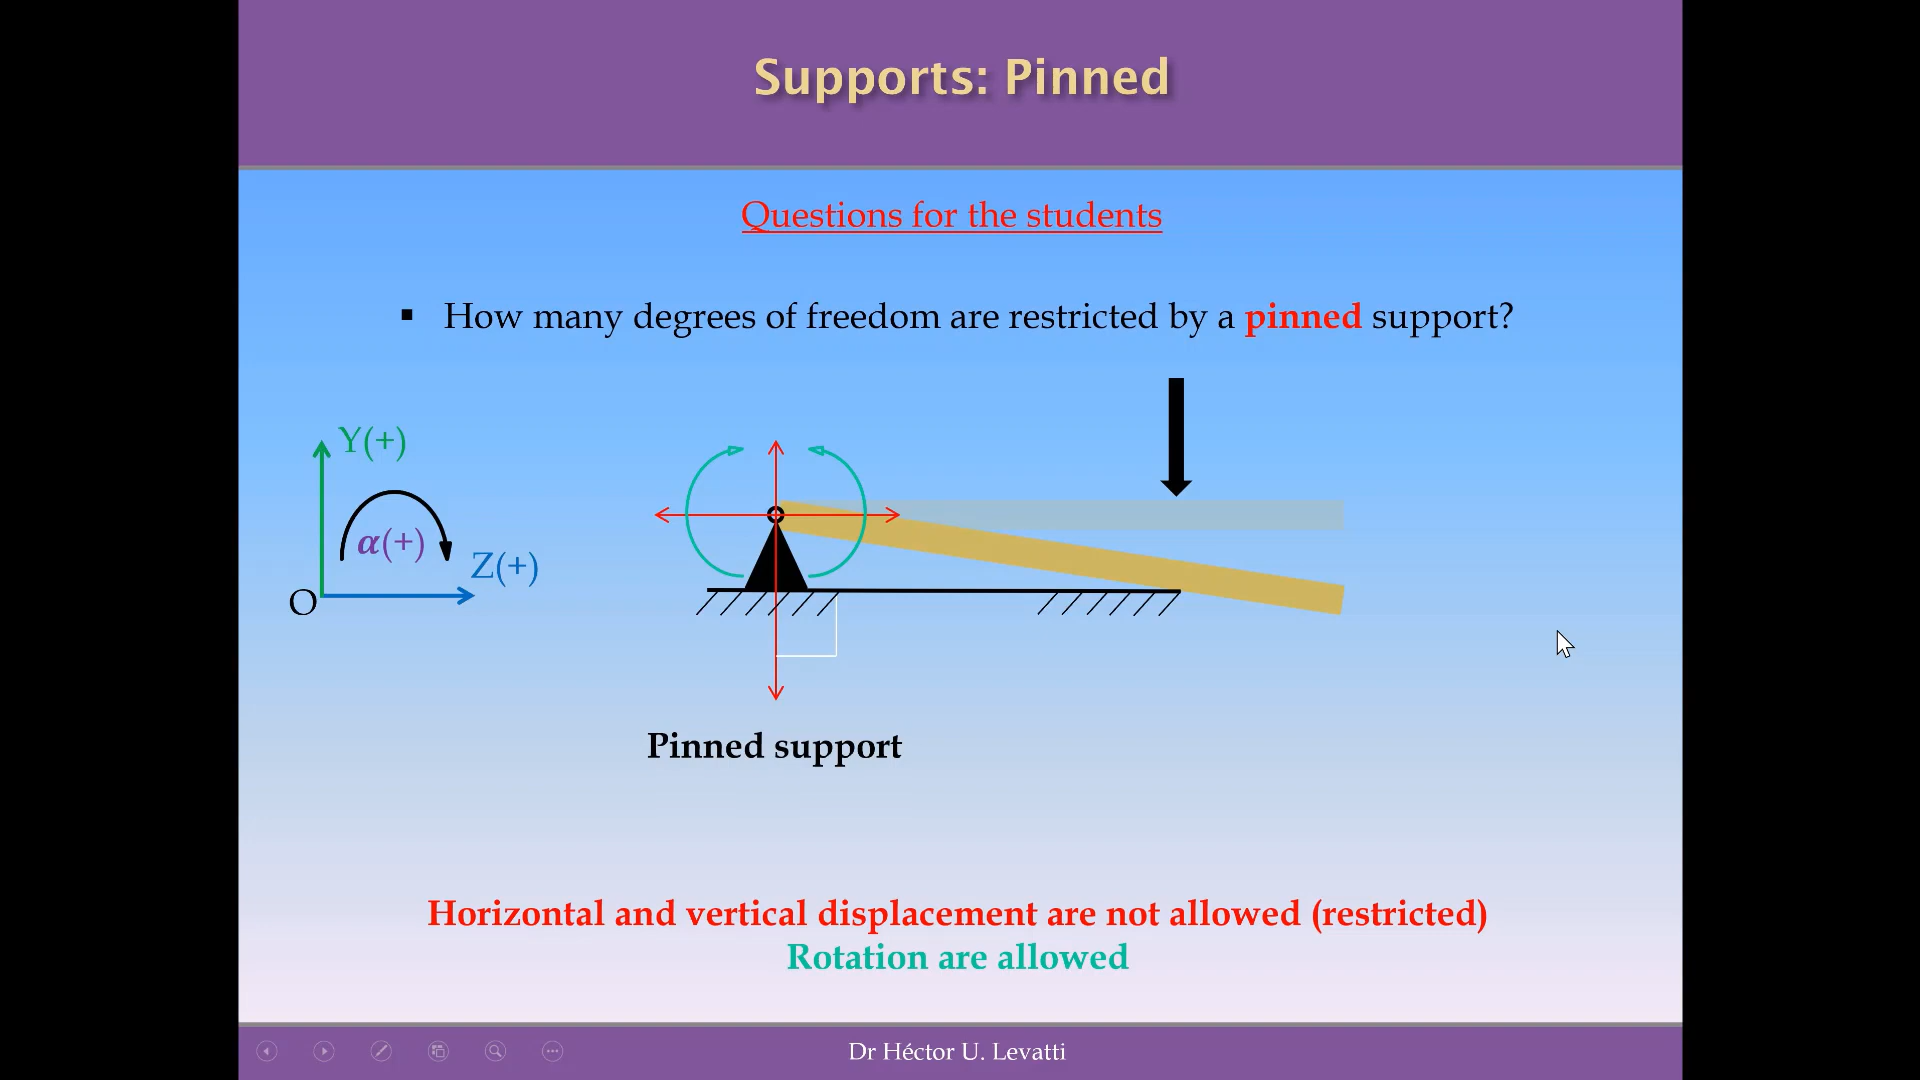 Supports: Pinned
Questions for the students
▪ How many degrees of freedom are restricted by a pinned support?
Y(+)
α(+)
Z(+)
O
Pinned support
Horizontal and vertical displacement are not allowed (restricted)
Rotation are allowed
Dr Héctor U. Levatti